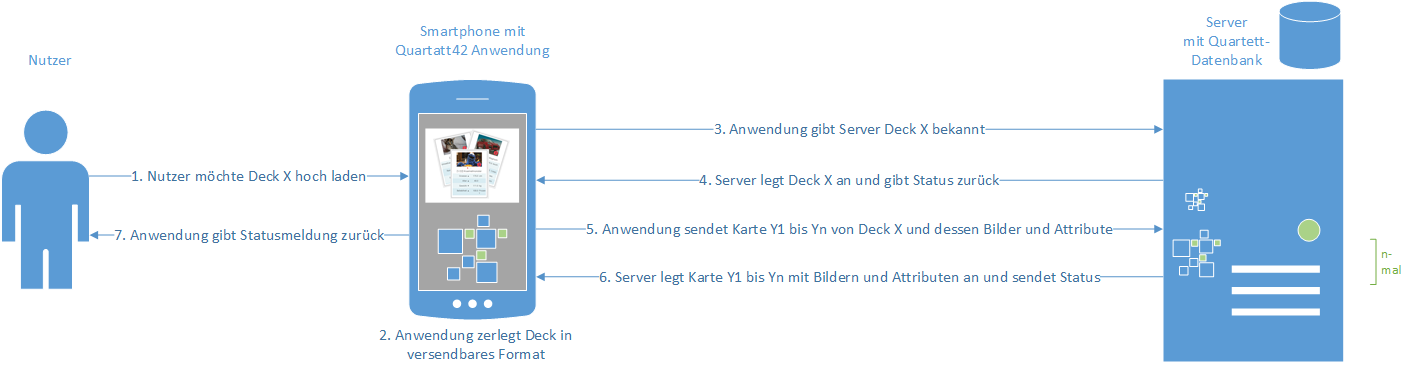 Nutzer
Smartphone mit
Quartatt42 Anwendung
Server
mit Quartett-
Datenbank
1. Nutzer möchte Deck X hoch laden
7. Anwendung gibt Statusmeldung zurück
2. Anwendung zerlegt Deck in
versendbares Format
3. Anwendung gibt Server Deck X bekannt
4. Server legt Deck X an und gibt Status zurück
5. Anwendung sendet Karte Y1 bis Yn von Deck X und dessen Bilder und Attribute
6. Server legt Karte Y1 bis Yn mit Bildern und Attributen an und sendet Status
n-
mal